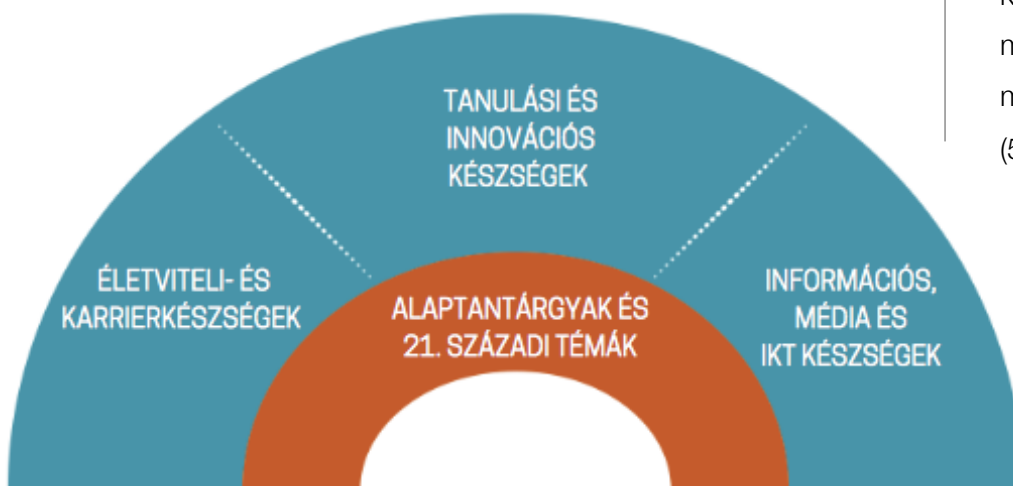 TANULÁSI ÉS
INNOVÁCIÓS
KÉSZSÉGEK
ÉLETVITELI- ÉS
KARRIERKÉSZSÉGEK
ALAPTANTÁRGYAK ÉS
21. SZÁZADI TÉMÁK
INFORMÁCIÓS,
MÉDIA ÉS
IKT KÉSZSÉGEK